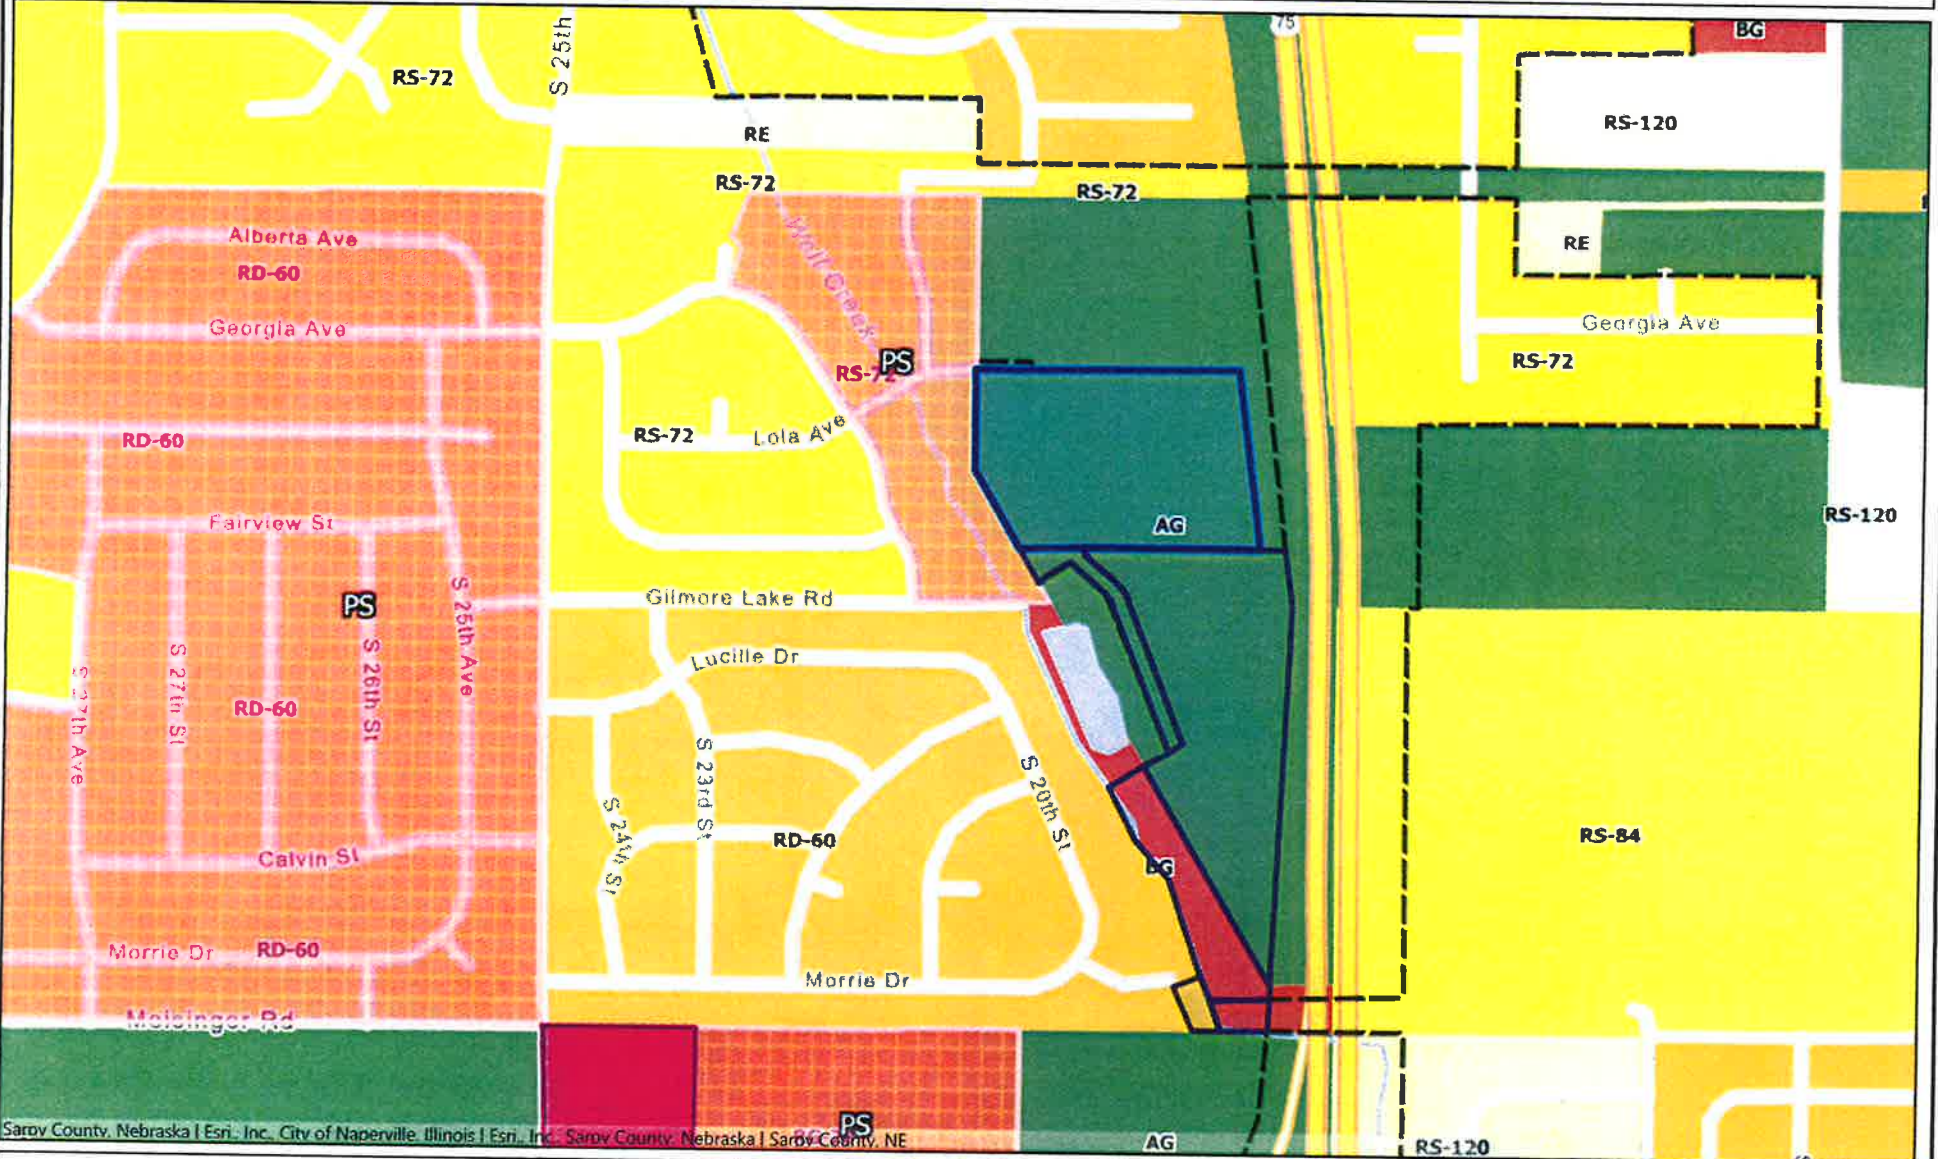 75
BG
S 25th
RS-72
RE
RS-120
RS-72
RS-72
Alberta Ave
RD-60
Wolf Creek
RE
Georgia Ave
Georgia Ave
PS
RS-72
RS-72
RD-60
RS-72
Lola Ave
Fairview St
AG
RS-120
S 25th Ave
PS
Gilmore Lake Rd
S 27th Ave
S 27th St
S 26th St
Lucille Dr
RD-60
S 23rd St
S 20th St
S 24th St
RD-60
RS-84
Calvin St
BG
Morrie Dr
RD-60
Morrie Dr
Meisinger Rd
PS
Sarpy County, Nebraska | Esri., Inc., City of Naperville, Illinois | Esri., Inc., Sarpy County, Nebraska | Sarpy County, NE
AG
RS-120